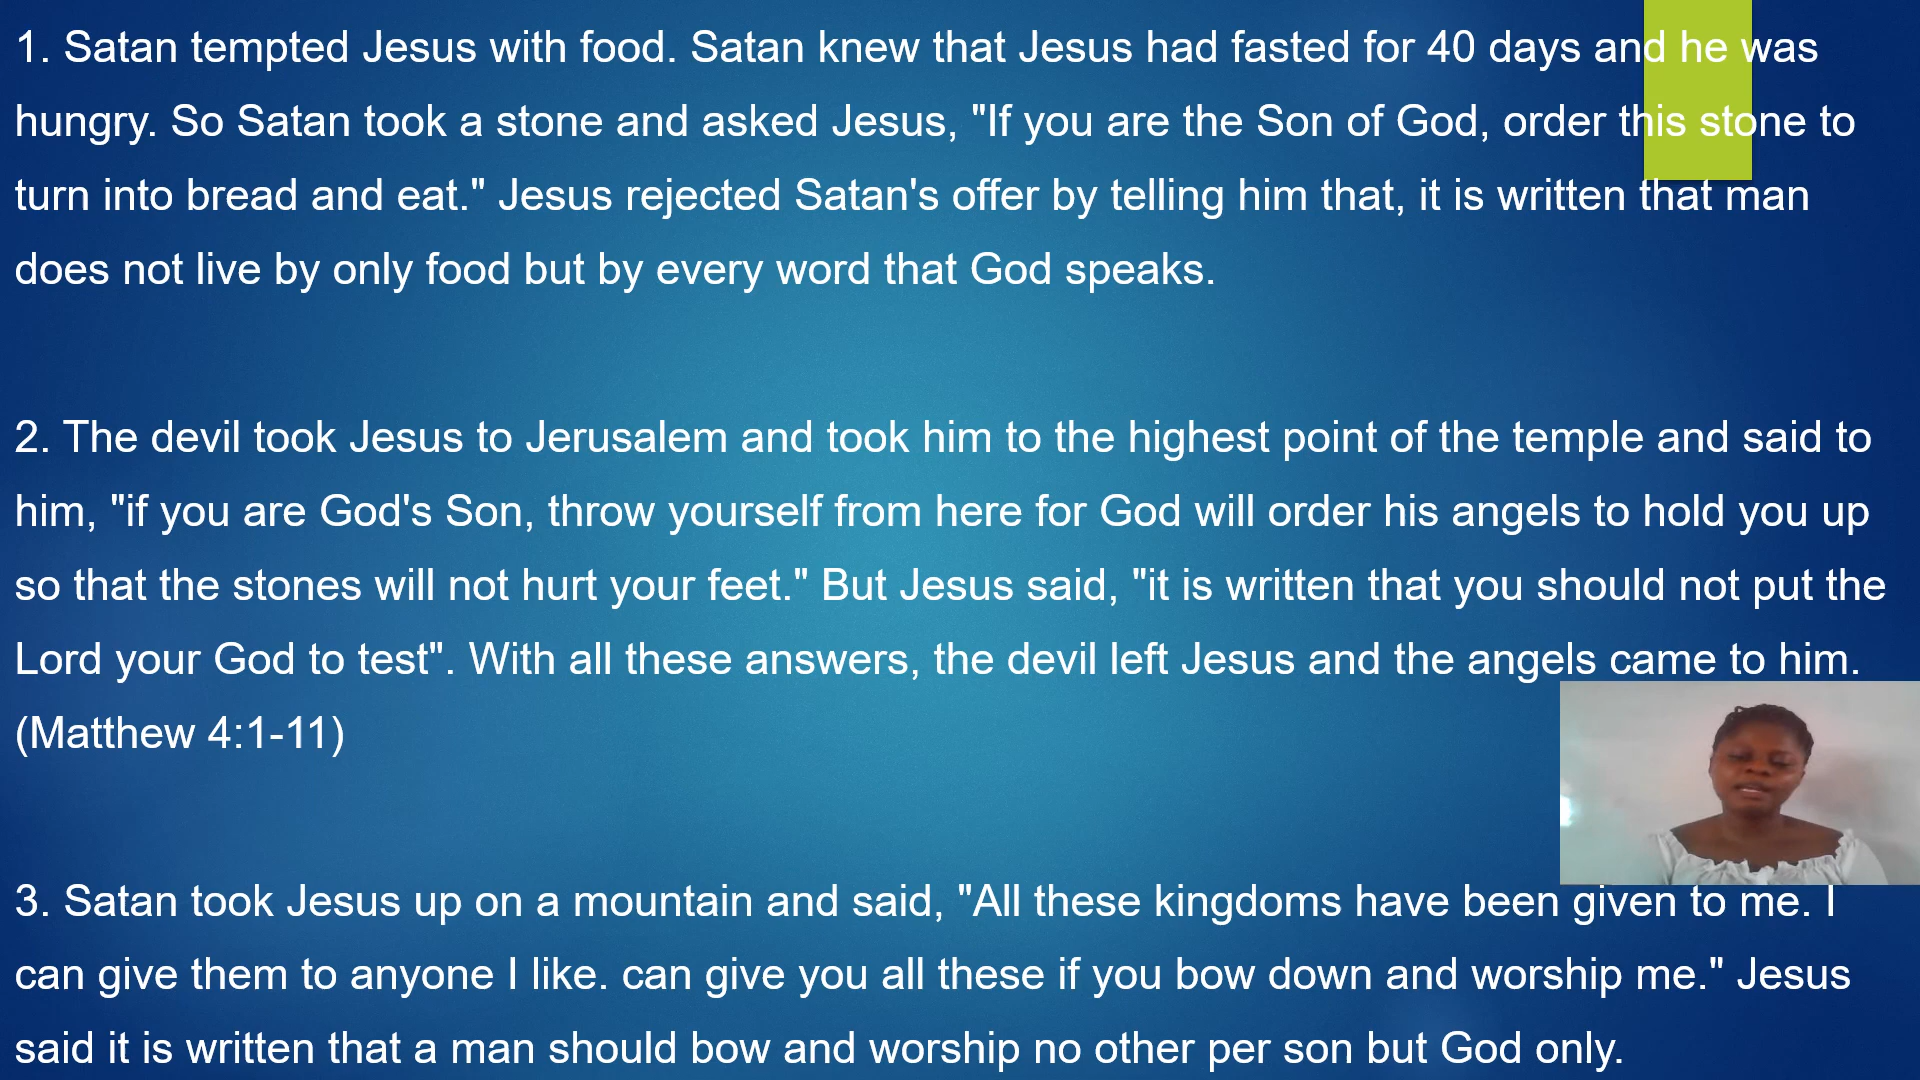 1. Satan tempted Jesus with food. Satan knew that Jesus had fasted for 40 days and he was
hungry. So Satan took a stone and asked Jesus, "If you are the Son of God, order this stone to
turn into bread and eat." Jesus rejected Satan's offer by telling him that, it is written that man
does not live by only food but by every word that God speaks.
2. The devil took Jesus to Jerusalem and took him to the highest point of the temple and said to
him, "if you are God's Son, throw yourself from here for God will order his angels to hold you up
so that the stones will not hurt your feet." But Jesus said, "it is written that you should not put the
Lord your God to test". With all these answers, the devil left Jesus and the angels came to him.
(Matthew 4:1-11)
3. Satan took Jesus up on a mountain and said, "All these kingdoms have been given to me. I
can give them to anyone I like. can give you all these if you bow down and worship me." Jesus
said it is written that a man should bow and worship no other per son but God only.